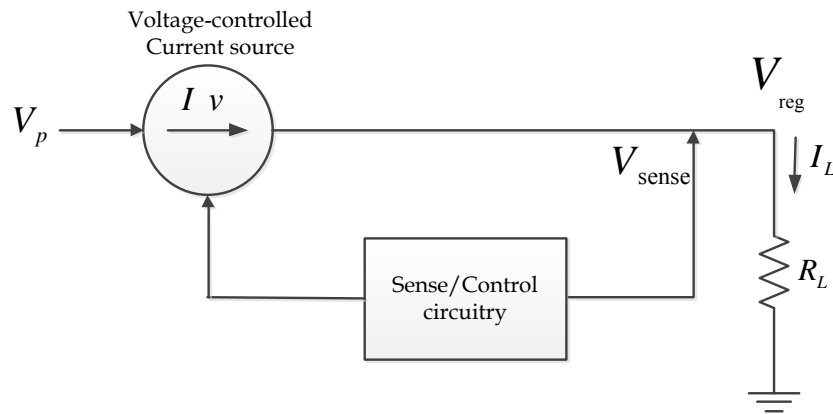 Voltage-controlled
Current source
I v
V_p
V_reg
I_L
V_sense
R_L
Sense/Control
circuitry